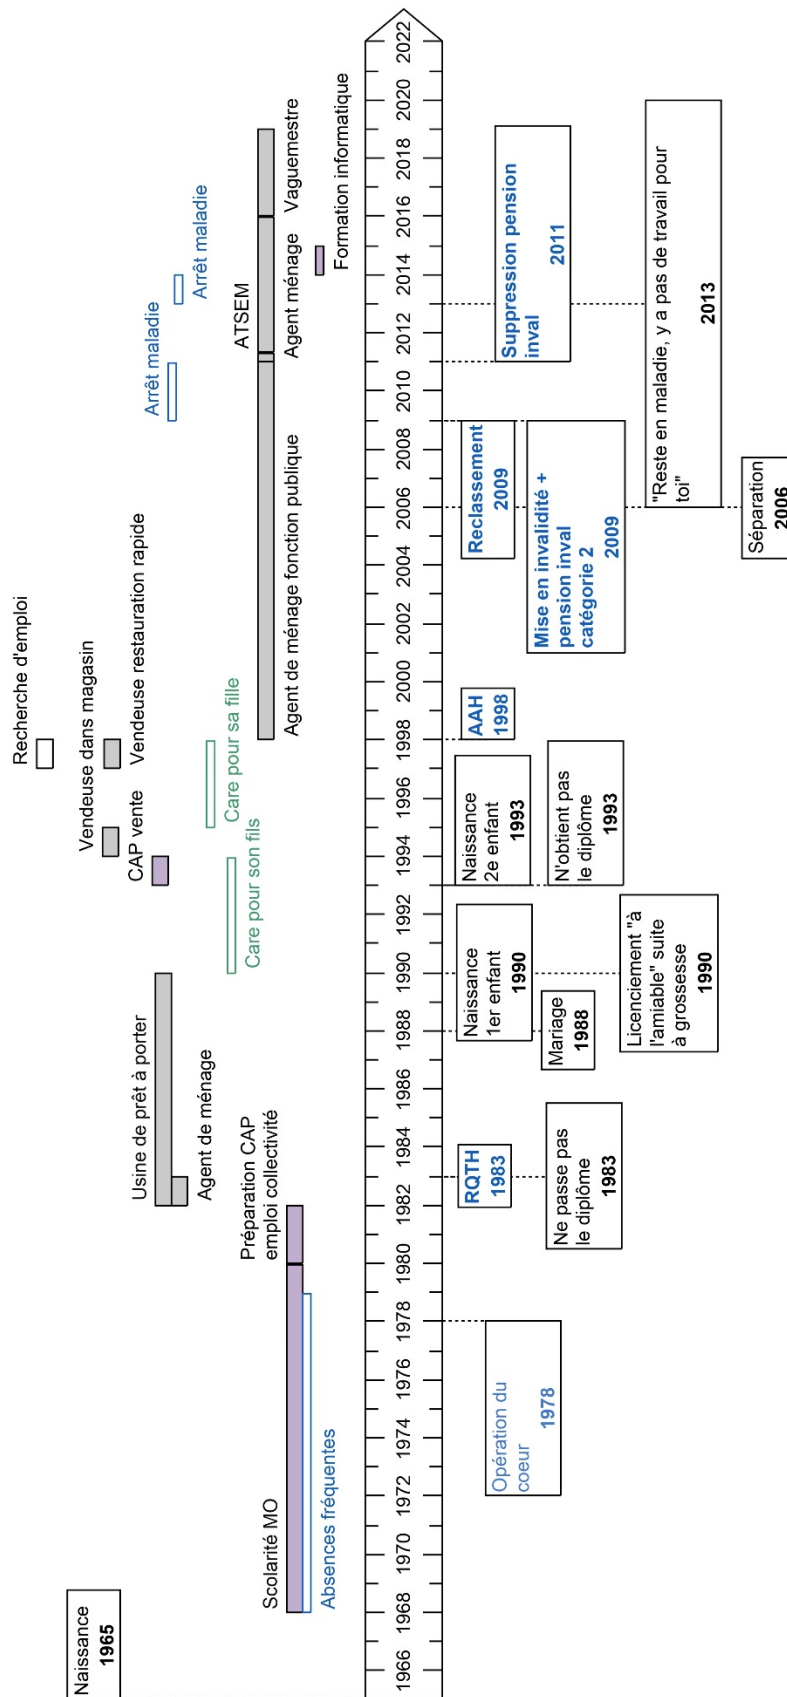 Naissance
1965
Scolarité MO
Absences fréquentes
Préparation CAP
emploi collectivité
Usine de prêt à porter
Agent de ménage
CAP vente
Vendeuse dans magasin
Vendeuse restauration rapide
Recherche d'emploi
Care pour son fils
Care pour sa fille
Agent de ménage fonction publique
ATSEM
Agent ménage
Vaguemestre
Arrêt maladie
Arrêt maladie
Formation informatique
1966
1968
1970
1972
1974
1976
1978
1980
1982
1984
1986
1988
1990
1992
1994
1996
1998
2000
2002
2004
2006
2008
2010
2012
2014
2016
2018
2020
2022
Opération du
coeur
1978
RQTH
1983
Ne passe pas
le diplôme
1983
Naissance
1er enfant
1990
Mariage
1988
Licenciement "à
l'amiable" suite
à grossesse
1990
Naissance
2e enfant
1993
N'obtient pas
le diplôme
1993
AAH
1998
Reclassement
2009
Mise en invalidité +
pension inval
catégorie 2
2009
Suppression pension
inval
2011
"Reste en maladie, y a pas de travail pour
toi"
2013
Séparation
2006